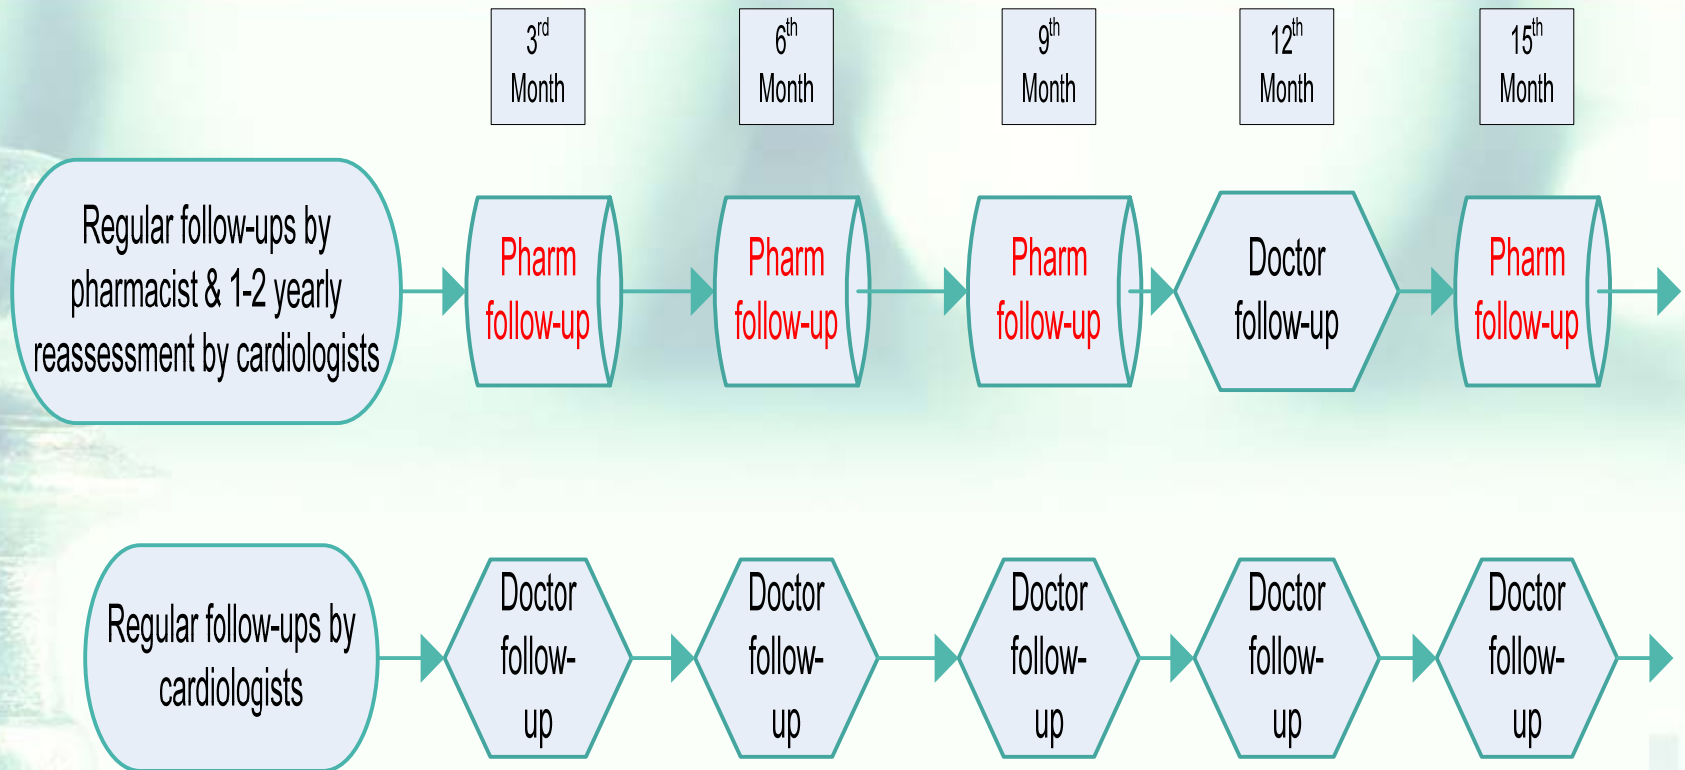 3rd
Month
6th
Month
9th
Month
12th
Month
15th
Month
Regular follow-ups by
pharmacist & 1-2 yearly
reassessment by cardiologists
Pharm
follow-up
Pharm
follow-up
Pharm
follow-up
Doctor
follow-up
Pharm
follow-up
Regular follow-ups by
cardiologists
Doctor
follow-
up
Doctor
follow-
up
Doctor
follow-
up
Doctor
follow-
up
Doctor
follow-
up